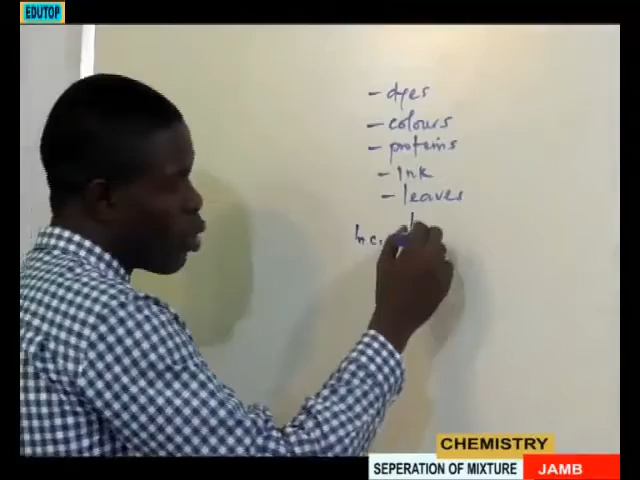 EDUTOP
- dyes
- colours
- proteins
- Ink
- leaves
CHEMISTRY
SEPERATION OF MIXTURE JAMB